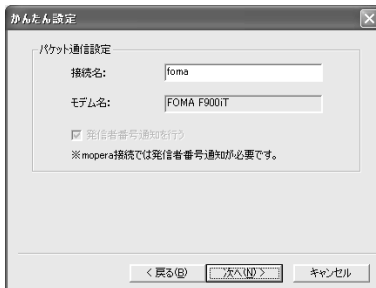 かんたん設定
パケット通信設定
接続名: foma
モデム名: FOMA F900iT
発信者番号通知を行う
※mopera接続では発信者番号通知が必要です。
< 戻る(B) 次へ(N) > キャンセル